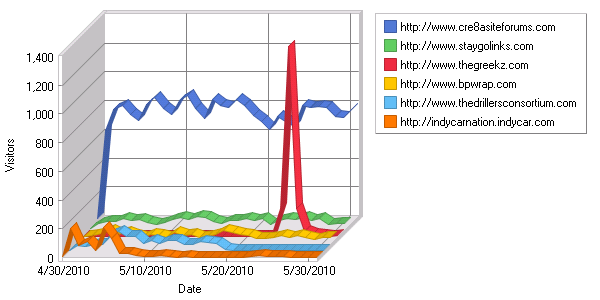 http://www.cre8asiteforums.com
http://www.staygolinks.com
http://www.thegreekz.com
http://www.bpwrap.com
http://www.thedrillersconsortium.com
http://indycarnation.indycar.com
Visitors
1,400
1,200
1,000
800
600
400
200
0
4/30/2010
5/10/2010
5/20/2010
5/30/2010
Date